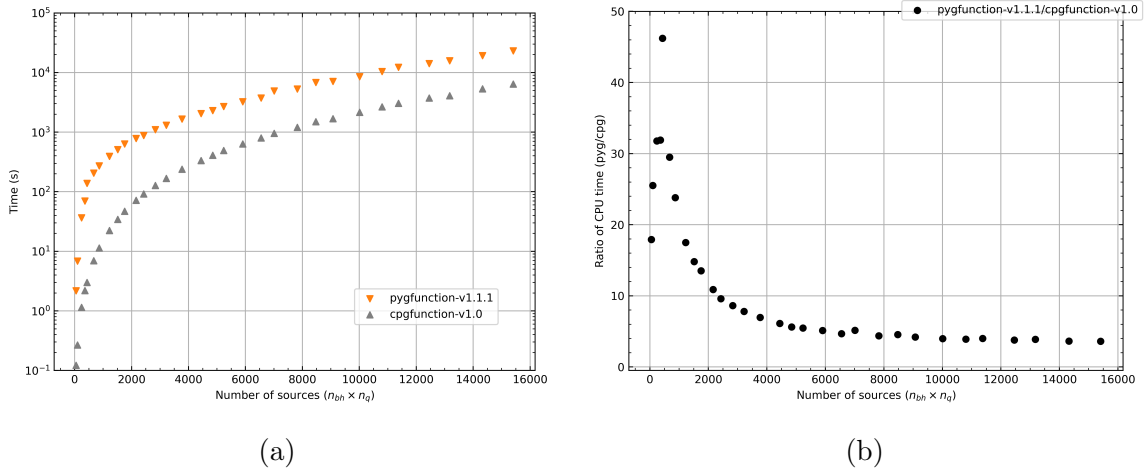 10^5
10^4
10^3
10^2
10^1
10^0
10^-1
Time (s)
0 2000 4000 6000 8000 10000 12000 14000 16000
Number of sources (n_bh × n_q)
pygfunction-v1.1.1
cpgfunction-v1.0
(a)
50
40
30
20
10
0
Ratio of CPU time (pyg/cpg)
0 2000 4000 6000 8000 10000 12000 14000 16000
Number of sources (n_bh × n_q)
pygfunction-v1.1.1/cpgfunction-v1.0
(b)